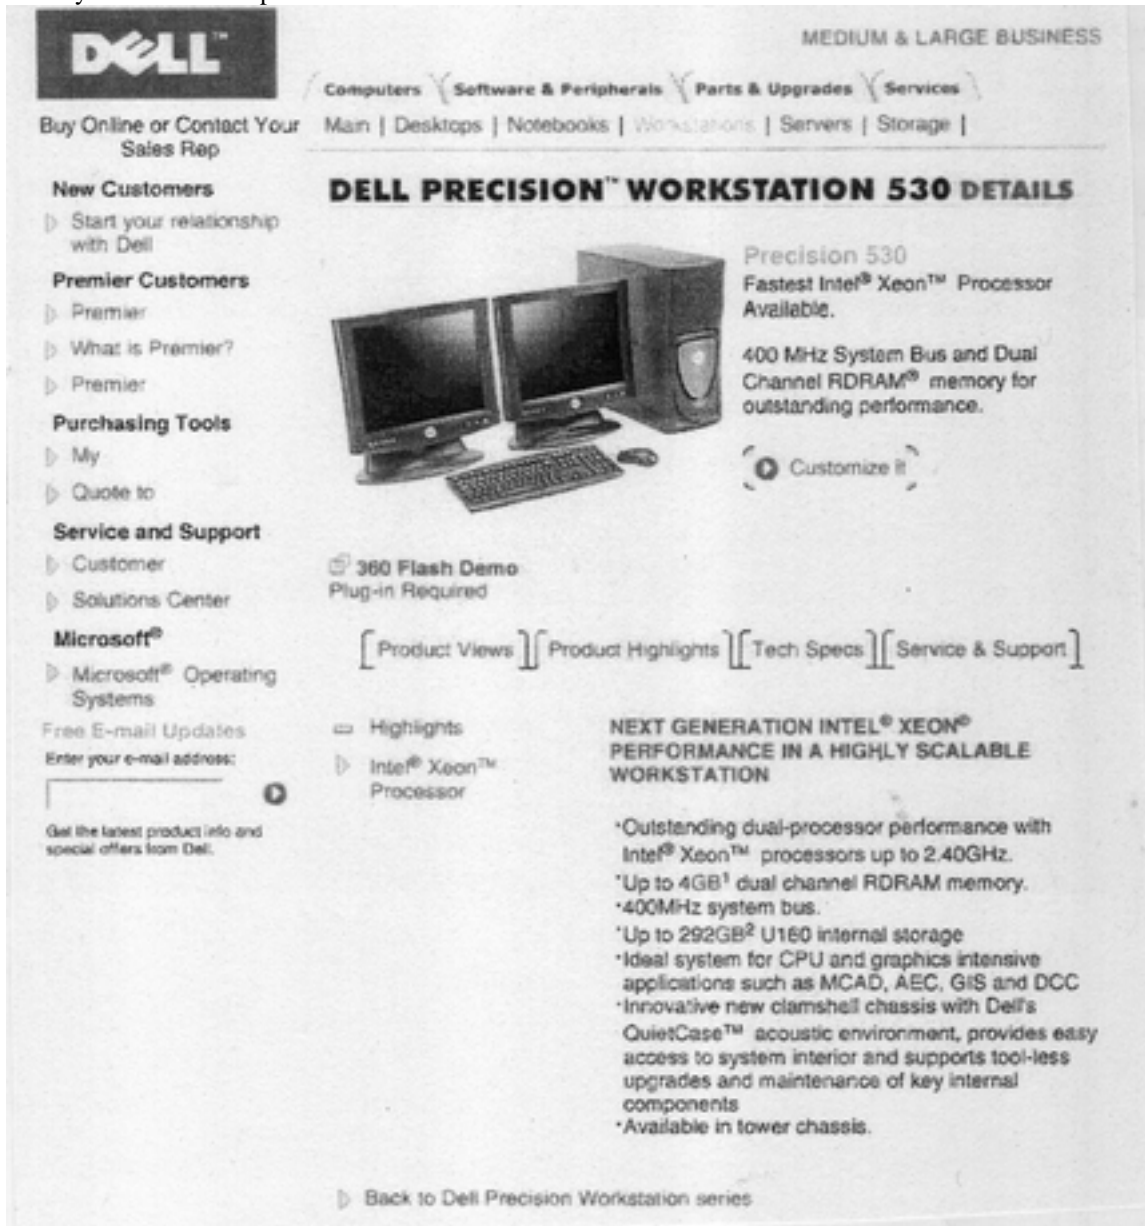 DELL™
MEDIUM & LARGE BUSINESS
Computers Software & Peripherals Parts & Upgrades Services
Buy Online or Contact Your
Sales Rep
Main | Desktops | Notebooks | Workstations | Servers | Storage |
New Customers
Start your relationship
with Dell
Premier Customers
Premier
What is Premier?
Premier
Purchasing Tools
My
Quote to
Service and Support
Customer
Solutions Center
Microsoft®
Microsoft® Operating
Systems
Free E-mail Updates
Enter your e-mail address:
Get the latest product info and
special offers from Dell.
DELL PRECISION™ WORKSTATION 530 DETAILS
Precision 530
Fastest Intel® Xeon™ Processor
Available.
400 MHz System Bus and Dual
Channel RDRAM® memory for
outstanding performance.
Customize It
360 Flash Demo
Plug-in Required
[Product Views] [Product Highlights] [Tech Specs] [Service & Support]
Highlights
Intel® Xeon™
Processor
NEXT GENERATION INTEL® XEON®
PERFORMANCE IN A HIGHLY SCALABLE
WORKSTATION
•Outstanding dual-processor performance with
Intel® Xeon™ processors up to 2.40GHz.
•Up to 4GB¹ dual channel RDRAM memory.
•400MHz system bus.
•Up to 292GB² U160 internal storage
•Ideal system for CPU and graphics intensive
applications such as MCAD, AEC, GIS and DCC
•Innovative new clamshell chassis with Dell's
QuietCase™ acoustic environment, provides easy
access to system interior and supports tool-less
upgrades and maintenance of key internal
components
•Available in tower chassis.
Back to Dell Precision Workstation series